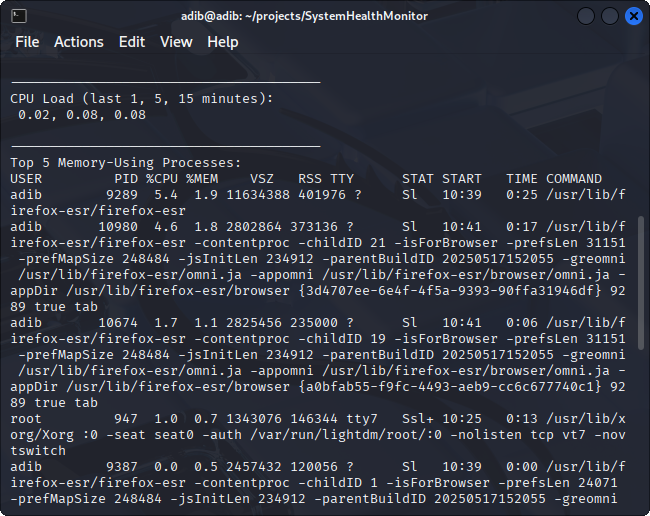 adib@adib: ~/projects/SystemHealthMonitor
File Actions Edit View Help
CPU Load (last 1, 5, 15 minutes):
 0.02, 0.08, 0.08
Top 5 Memory-Using Processes:
USER         PID %CPU %MEM    VSZ   RSS TTY      STAT START   TIME COMMAND
adib        9289  5.4  1.9 11634388 401976 ?     Sl   10:39   0:25 /usr/lib/f
irefox-esr/firefox-esr
adib       10980  4.6  1.8 2802864 373136 ?      Sl   10:41   0:17 /usr/lib/f
irefox-esr/firefox-esr -contentproc -childID 21 -isForBrowser -prefsLen 31151
 -prefMapSize 248484 -jsInitLen 234912 -parentBuildID 20250517152055 -greomni
 /usr/lib/firefox-esr/omni.ja -appomni /usr/lib/firefox-esr/browser/omni.ja -
appDir /usr/lib/firefox-esr/browser {3d4707ee-6e4f-4f5a-9393-90ffa31946df} 92
89 true tab
adib       10674  1.7  1.1 2825456 235000 ?      Sl   10:41   0:06 /usr/lib/f
irefox-esr/firefox-esr -contentproc -childID 19 -isForBrowser -prefsLen 31151
 -prefMapSize 248484 -jsInitLen 234912 -parentBuildID 20250517152055 -greomni
 /usr/lib/firefox-esr/omni.ja -appomni /usr/lib/firefox-esr/browser/omni.ja -
appDir /usr/lib/firefox-esr/browser {a0bfab55-f9fc-4493-aeb9-cc6c677740c1} 92
89 true tab
root         947  1.0  0.7 1343076 146344 tty7   Ssl+ 10:25   0:13 /usr/lib/x
org/Xorg :0 -seat seat0 -auth /var/run/lightdm/root/:0 -nolisten tcp vt7 -nov
tswitch
adib        9387  0.0  0.5 2457432 120056 ?      Sl   10:39   0:00 /usr/lib/f
irefox-esr/firefox-esr -contentproc -childID 1 -isForBrowser -prefsLen 24071
-prefMapSize 248484 -jsInitLen 234912 -parentBuildID 20250517152055 -greomni